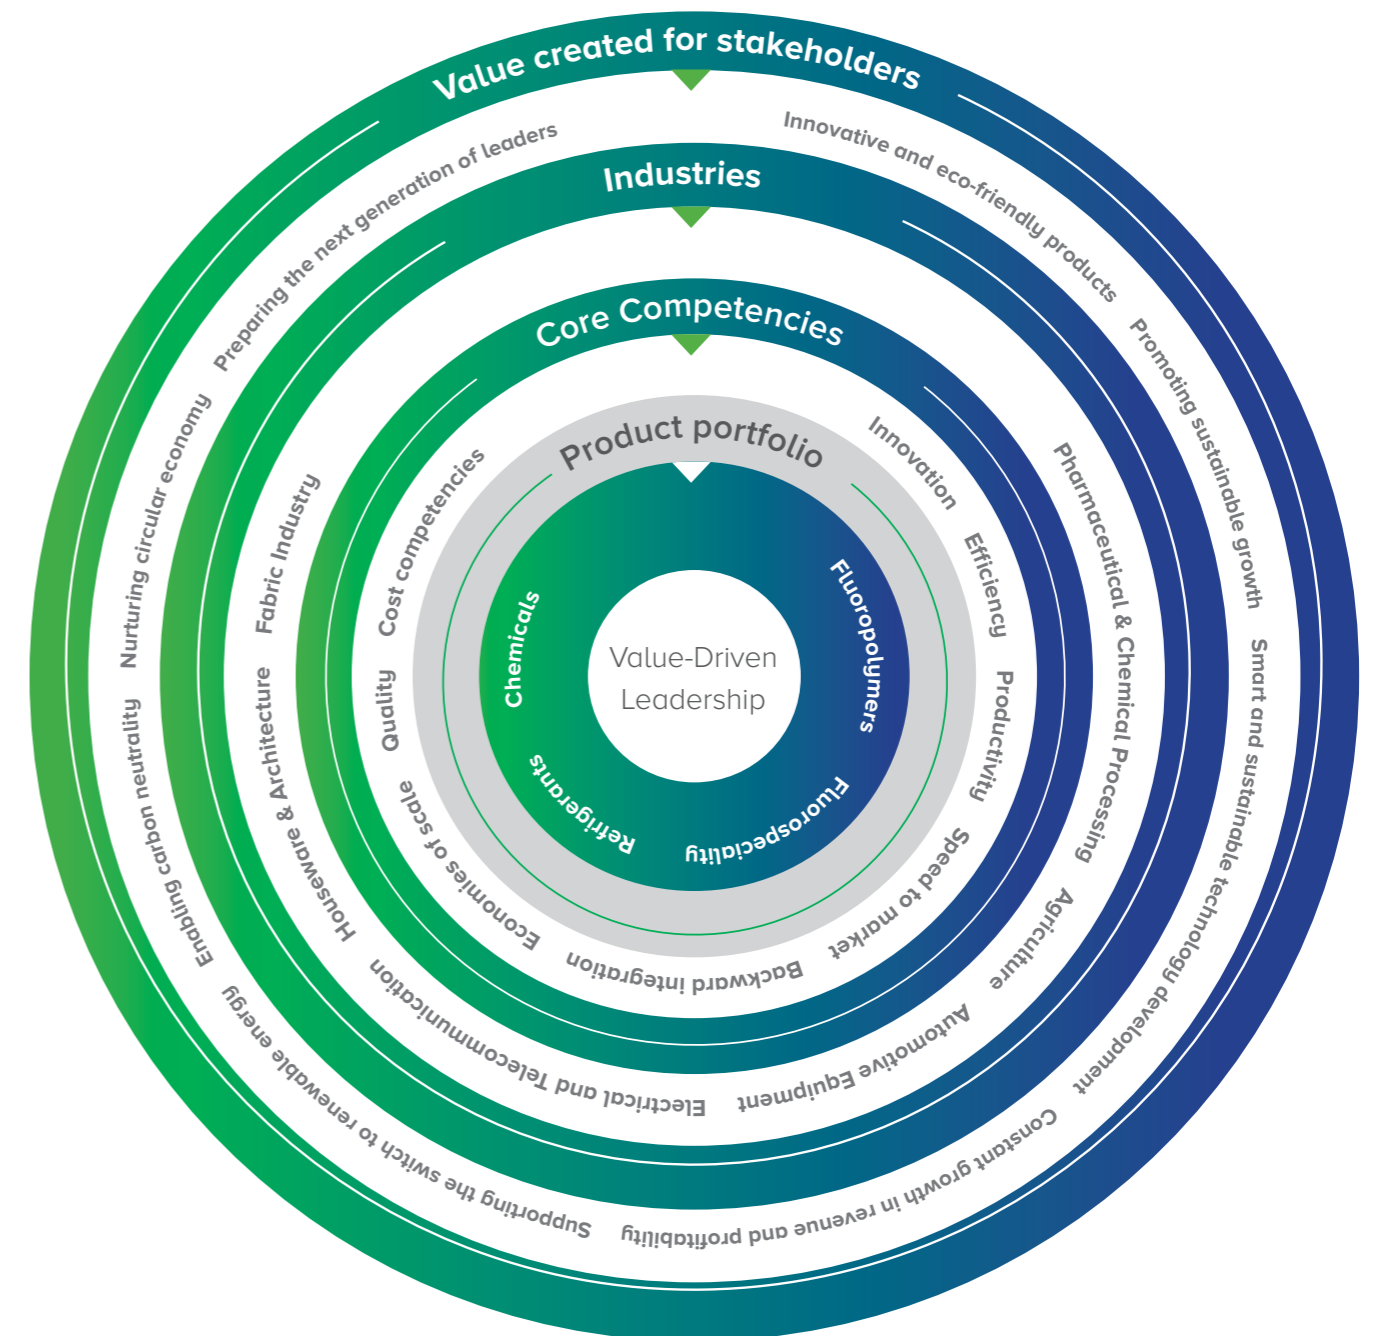 Value created for stakeholders
Innovative and eco-friendly products
Promoting sustainable growth
Smart and sustainable technology development
Constant growth in revenue and profitability
Supporting the switch to renewable energy
Enabling carbon neutrality
Nurturing circular economy
Preparing the next generation of leaders
Industries
Pharmaceutical & Chemical Processing
Agriculture
Automotive Equipment
Electrical and Telecommunication
Houseware & Architecture
Fabric Industry
Core Competencies
Innovation
Efficiency
Productivity
Speed to market
Backward integration
Economies of scale
Quality
Cost competencies
Product portfolio
Fluoropolymers
Fluorospeciality
Refrigerants
Chemicals
Value-Driven
Leadership